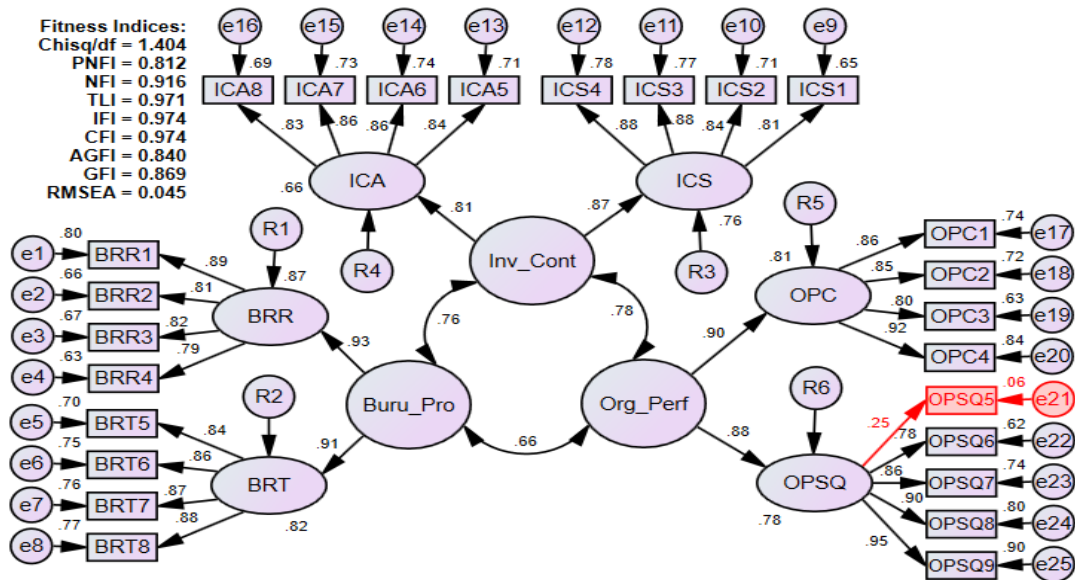 Fitness Indices:
Chisq/df = 1.404
PNFI = 0.812
NFI = 0.916
TLI = 0.971
IFI = 0.974
CFI = 0.974
AGFI = 0.840
GFI = 0.869
RMSEA = 0.045
e16 e15 e14 e13 e12 e11 e10 e9
.69 .73 .74 .71 .78 .77 .71 .65
ICA8 ICA7 ICA6 ICA5 ICS4 ICS3 ICS2 ICS1
.83 .86 .86 .84 .88 .88 .84 .81
.66 ICA ICS
.81 .87 .76
R1 R4 Inv_Cont R3 R5
e1 .80 BRR1 .89
e2 .66 BRR2 .81
e3 .67 BRR3 .82
e4 .63 BRR4 .79
BRR .87
.93
.76 .78
.81 OPC
.90
.86 OPC1 .74 e17
.85 OPC2 .72 e18
.80 OPC3 .63 e19
.92 OPC4 .84 e20
R2 Buru_Pro .66 Org_Perf R6
e5 .70 BRT5 .84
e6 .75 BRT6 .86
e7 .76 BRT7 .87
e8 .77 BRT8 .88
BRT .82
.91
.88
OPSQ .78
.25 OPSQ5 .06 e21
.78 OPSQ6 .62 e22
.86 OPSQ7 .74 e23
.90 OPSQ8 .80 e24
.95 OPSQ9 .90 e25